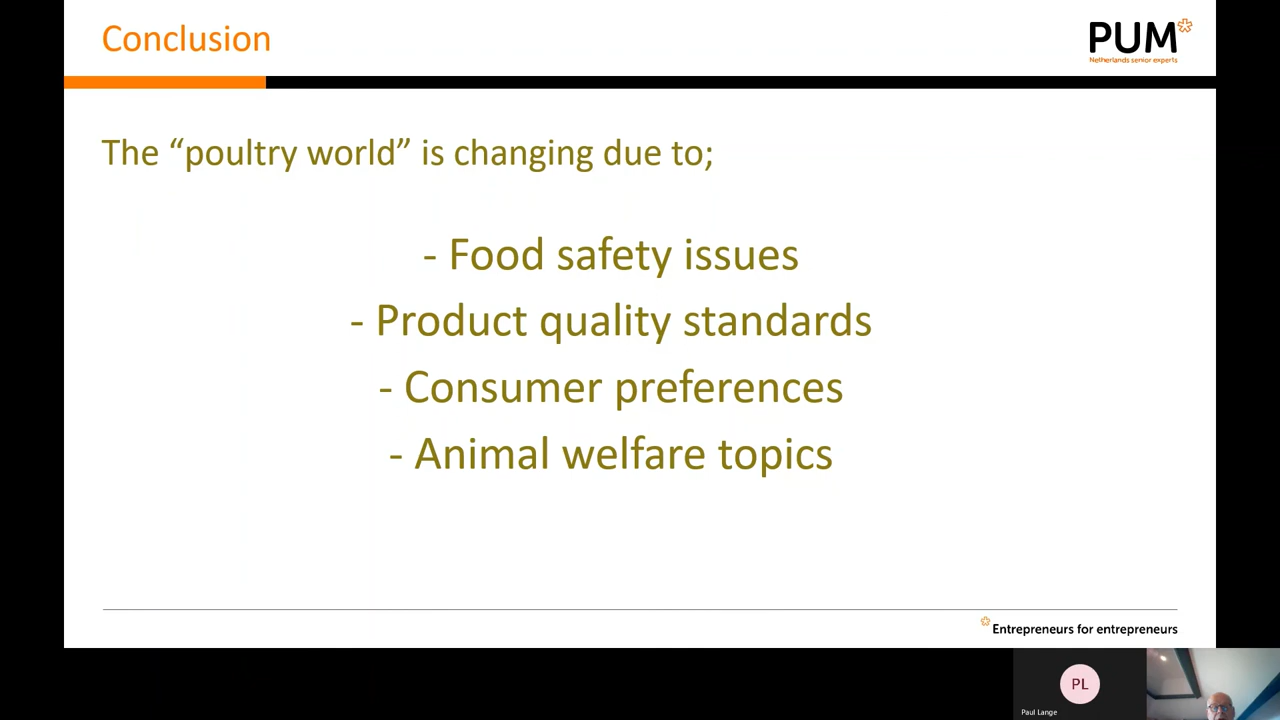 Conclusion
PUM
Netherlands senior experts
The “poultry world” is changing due to;
- Food safety issues
- Product quality standards
- Consumer preferences
- Animal welfare topics
Entrepreneurs for entrepreneurs
PL
Paul Lange